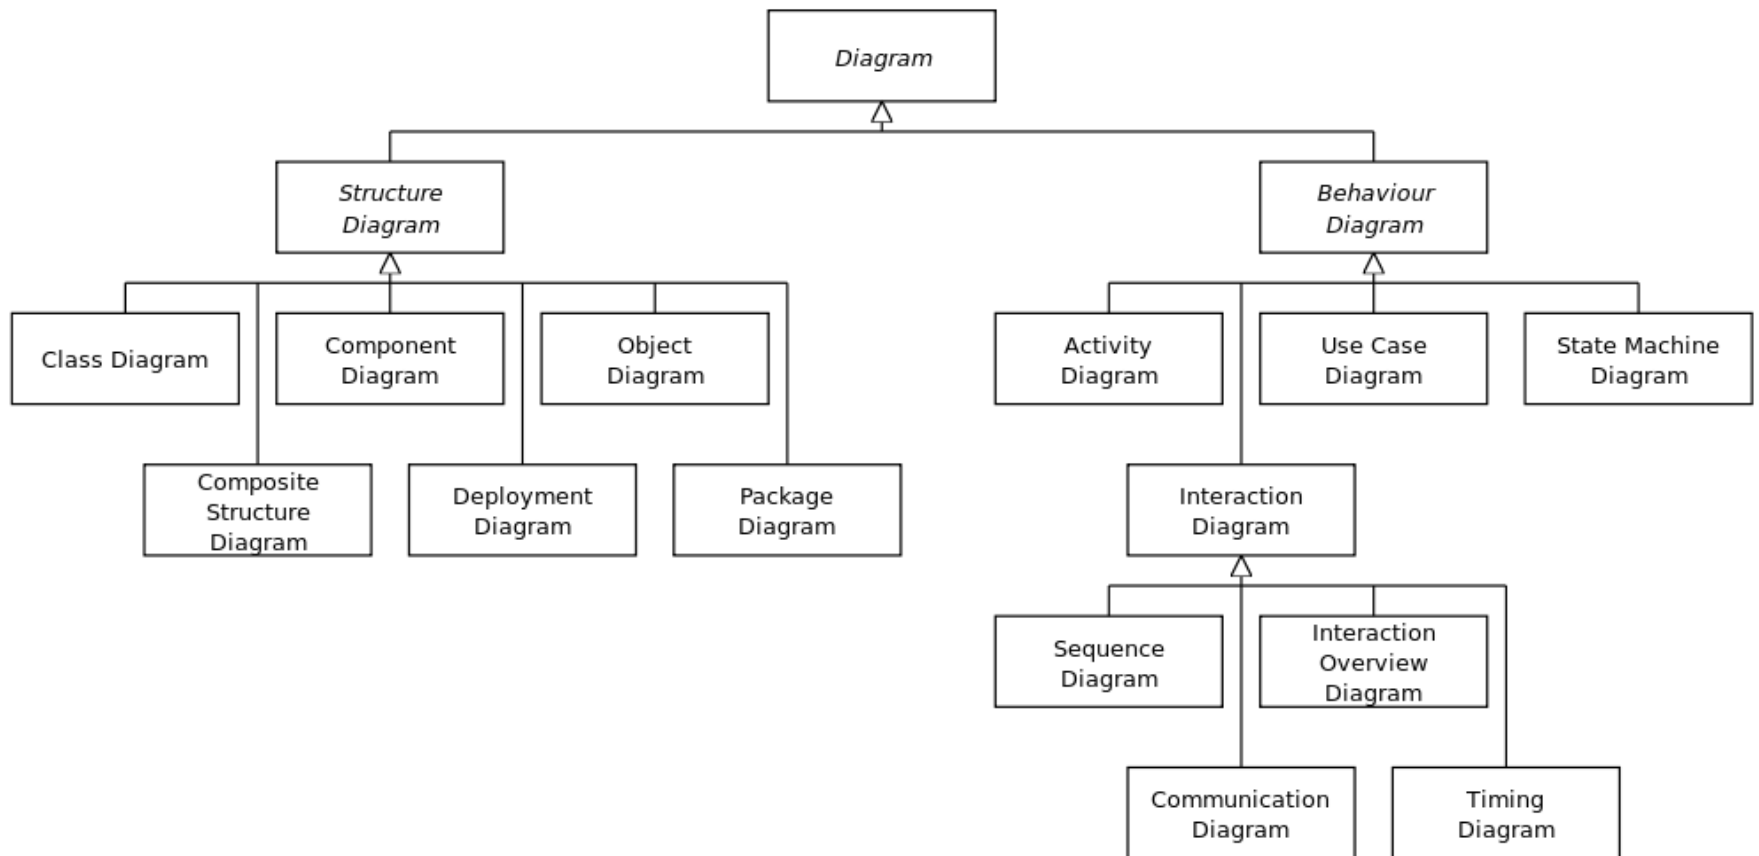 Diagram
Structure
Diagram
Behaviour
Diagram
Class Diagram
Component
Diagram
Object
Diagram
Activity
Diagram
Use Case
Diagram
State Machine
Diagram
Composite
Structure
Diagram
Deployment
Diagram
Package
Diagram
Interaction
Diagram
Sequence
Diagram
Interaction
Overview
Diagram
Communication
Diagram
Timing
Diagram